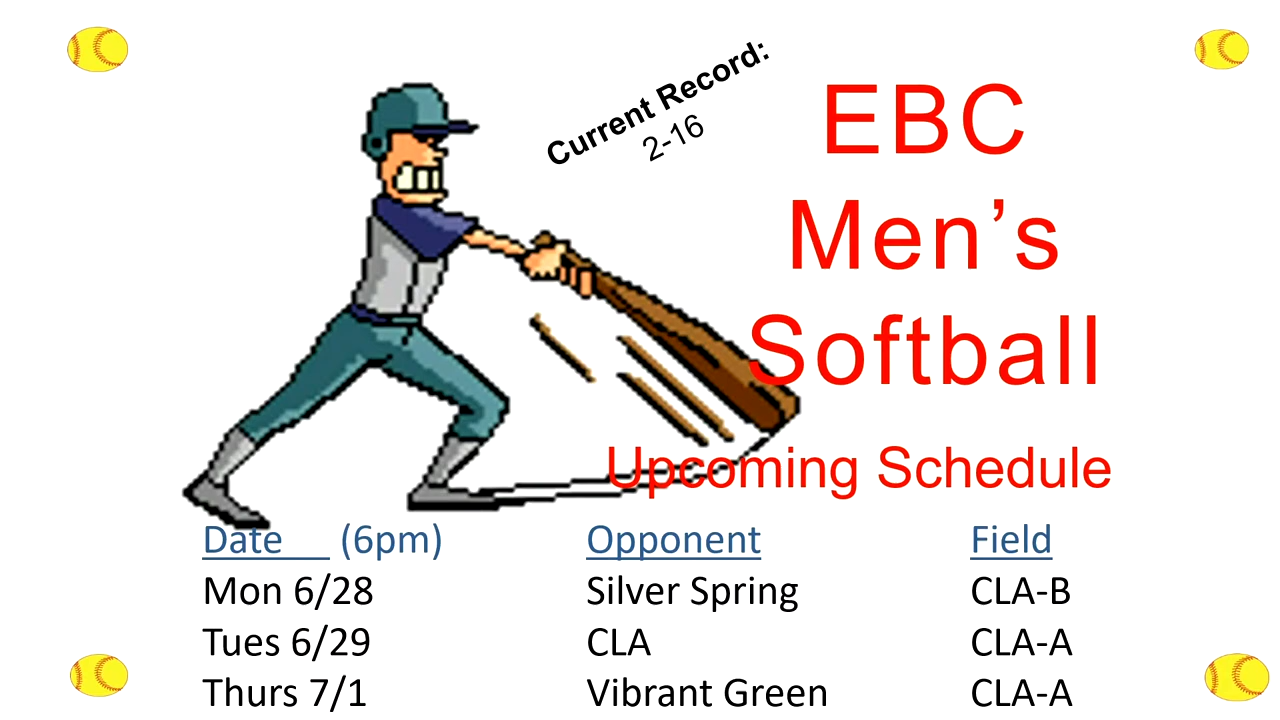 Current Record:
2-16
EBC
Men’s
Softball
Upcoming Schedule
Date (6pm) Opponent Field
Mon 6/28 Silver Spring CLA-B
Tues 6/29 CLA CLA-A
Thurs 7/1 Vibrant Green CLA-A